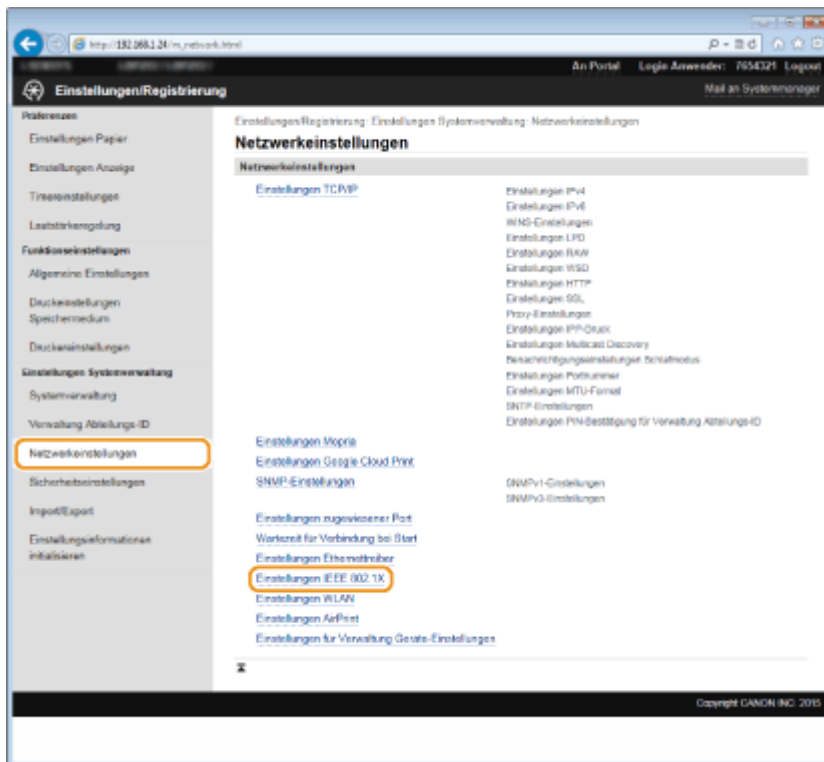 http://192.168.1.24/m_network.html
An Portal Login Anwender: 7654321 Logout
Einstellungen/Registrierung
Mail an Systemmanager
Präferenzen
Einstellungen Papier
Einstellungen Anzeige
Timereinstellungen
Lautstärkeregelung
Funktionseinstellungen
Allgemeine Einstellungen
Druckeinstellungen
Speichermedium
Druckereinstellungen
Einstellungen Systemverwaltung
Systemverwaltung
Verwaltung Abteilungs-ID
Netzwerkeinstellungen
Sicherheitseinstellungen
Import/Export
Einstellungsinformationen
initialisieren
Einstellungen/Registrierung: Einstellungen Systemverwaltung: Netzwerkeinstellungen
Netzwerkeinstellungen
Netzwerkeinstellungen
Einstellungen TCP/IP
Einstellungen IPv4
Einstellungen IPv6
WINS-Einstellungen
Einstellungen LPD
Einstellungen RAW
Einstellungen WSD
Einstellungen HTTP
Einstellungen SSL
Proxy-Einstellungen
Einstellungen IPP-Druck
Einstellungen Multicast Discovery
Benachrichtigungseinstellungen Schlafmodus
Einstellungen Portnummer
Einstellungen MTU-Format
SNTP-Einstellungen
Einstellungen PIN-Bestätigung für Verwaltung Abteilungs-ID
Einstellungen Mopria
Einstellungen Google Cloud Print
SNMP-Einstellungen
SNMPv1-Einstellungen
SNMPv3-Einstellungen
Einstellungen zugewiesener Port
Wartezeit für Verbindung bei Start
Einstellungen Ethernettreiber
Einstellungen IEEE 802.1X
Einstellungen WLAN
Einstellungen AirPrint
Einstellungen für Verwaltung Geräte-Einstellungen
Copyright CANON INC. 2015